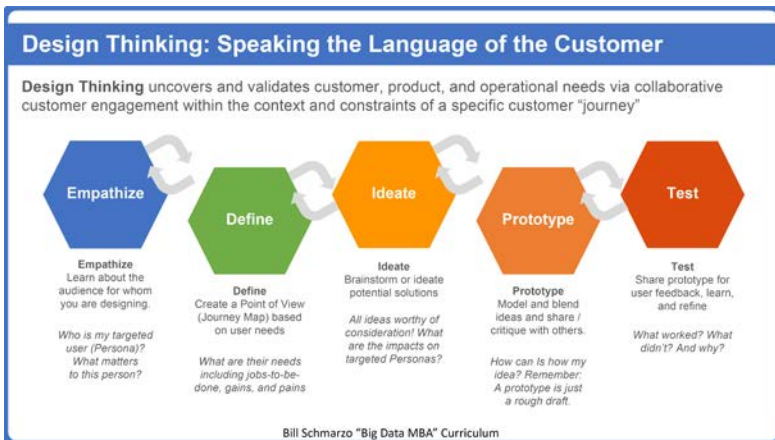 Design Thinking: Speaking the Language of the Customer
Design Thinking uncovers and validates customer, product, and operational needs via collaborative
customer engagement within the context and constraints of a specific customer “journey”
Empathize
Define
Ideate
Prototype
Test
Empathize
Learn about the
audience for whom
you are designing.
Who is my targeted
user (Persona)?
What matters
to this person?
Define
Create a Point of View
(Journey Map) based
on user needs
What are their needs
including jobs-to-be-
done, gains, and pains
Ideate
Brainstorm or ideate
potential solutions
All ideas worthy of
consideration! What
are the impacts on
targeted Personas?
Prototype
Model and blend
ideas and share /
critique with others.
How can Is how my
idea? Remember:
A prototype is just
a rough draft.
Test
Share prototype for
user feedback, learn,
and refine
What worked? What
didn’t? And why?
Bill Schmarzo “Big Data MBA” Curriculum